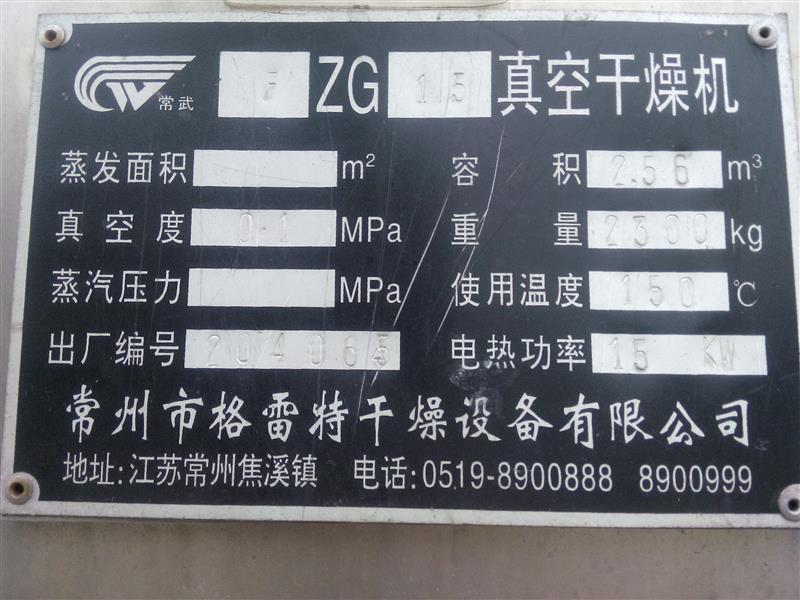 常武 F ZG 15 真空干燥机
蒸发面积 m² 容积 2.56 m³
真空度 0.1 MPa 重量 2300 kg
蒸汽压力 MPa 使用温度 150 ℃
出厂编号 204065 电热功率 15 KW
常州市格雷特干燥设备有限公司
地址:江苏常州焦溪镇 电话:0519-8900888 8900999